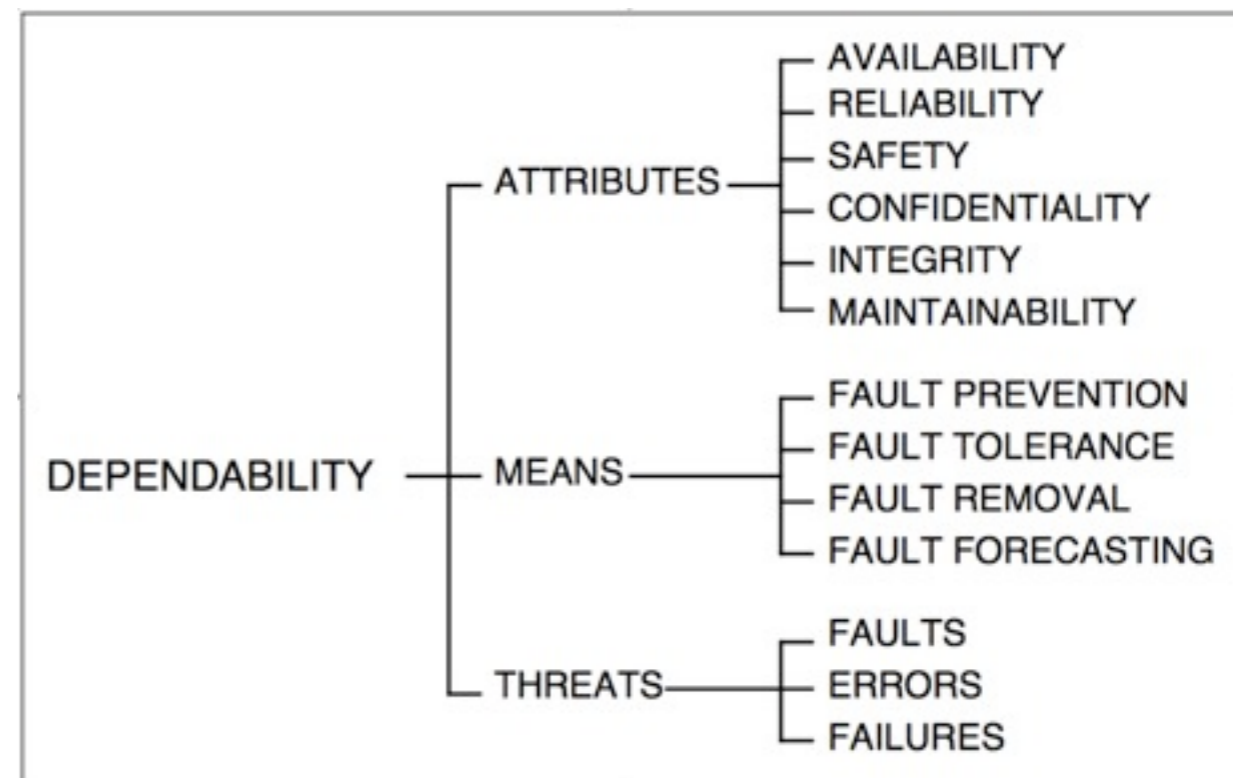 DEPENDABILITY
ATTRIBUTES
AVAILABILITY
RELIABILITY
SAFETY
CONFIDENTIALITY
INTEGRITY
MAINTAINABILITY
MEANS
FAULT PREVENTION
FAULT TOLERANCE
FAULT REMOVAL
FAULT FORECASTING
THREATS
FAULTS
ERRORS
FAILURES